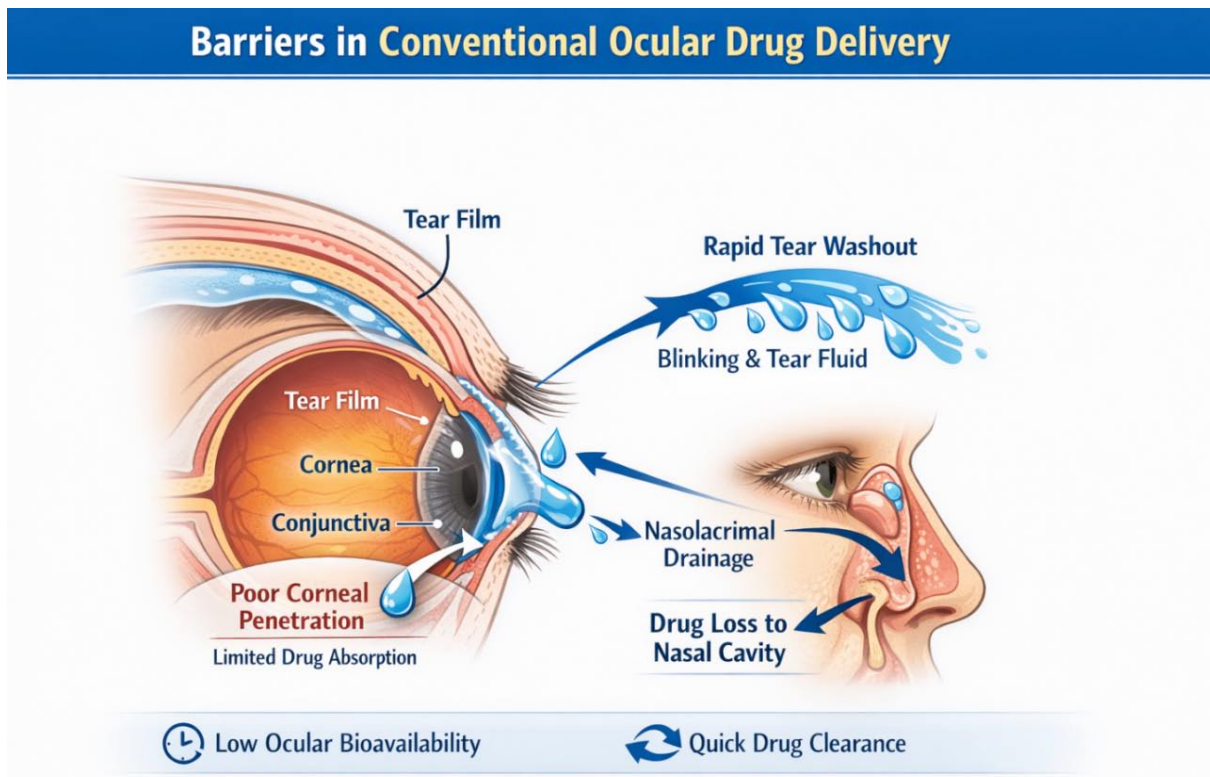 Barriers in Conventional Ocular Drug Delivery
Tear Film
Rapid Tear Washout
Blinking & Tear Fluid
Tear Film
Cornea
Conjunctiva
Poor Corneal
Penetration
Limited Drug Absorption
Nasolacrimal
Drainage
Drug Loss to
Nasal Cavity
Low Ocular Bioavailability
Quick Drug Clearance